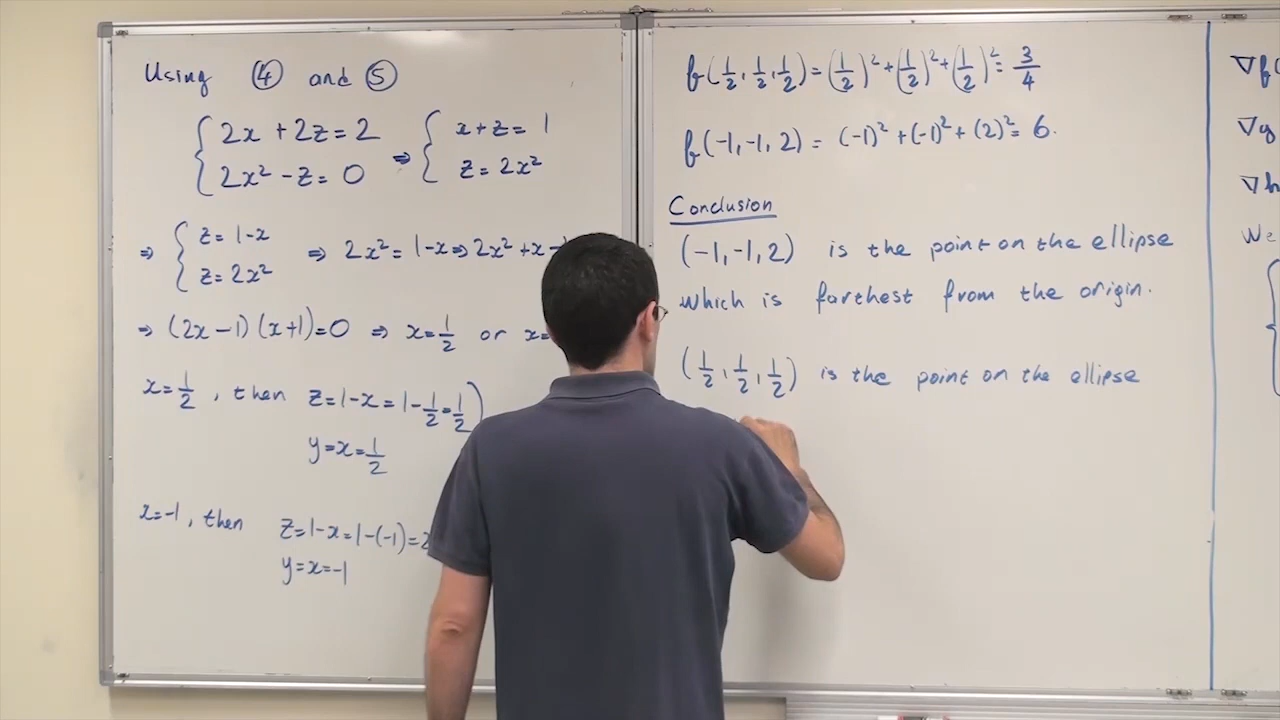 Using ④ and ⑤
2x + 2z = 2 ⇒ x + z = 1
2x² - z = 0 z = 2x²
⇒ z = 1-x ⇒ 2x² = 1-x ⇒ 2x² + x -
z = 2x²
⇒ (2x-1)(x+1)=0 ⇒ x=1/2 or x=
x=1/2, then z=1-x=1-1/2=1/2
y=x=1/2
x=-1, then z=1-x=1-(-1)=2
y=x=-1
f(1/2,1/2,1/2)=(1/2)²+(1/2)²+(1/2)²=3/4
f(-1,-1,2) = (-1)²+(-1)²+(2)²=6.
Conclusion
(-1,-1,2) is the point on the ellipse
which is farthest from the origin.
(1/2,1/2,1/2) is the point on the ellipse
∇f(
∇g
∇h
We